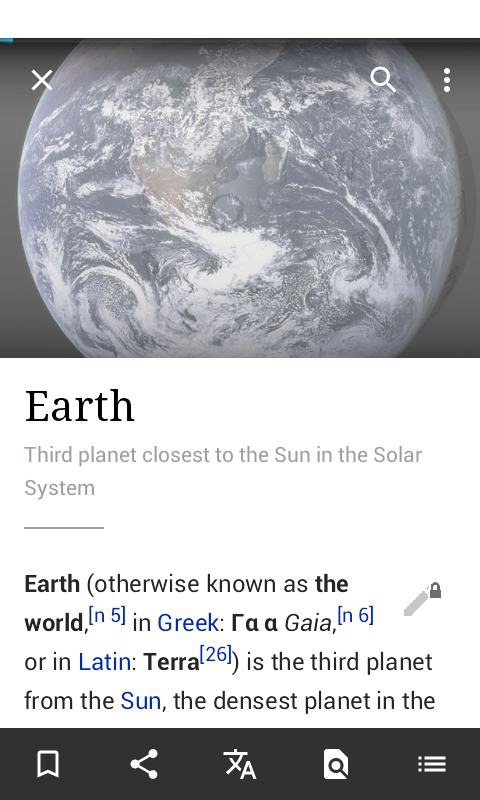 Earth
Third planet closest to the Sun in the Solar
System
Earth (otherwise known as the
world,[n 5] in Greek: Γα α Gaia,[n 6]
or in Latin: Terra[26]) is the third planet
from the Sun, the densest planet in the